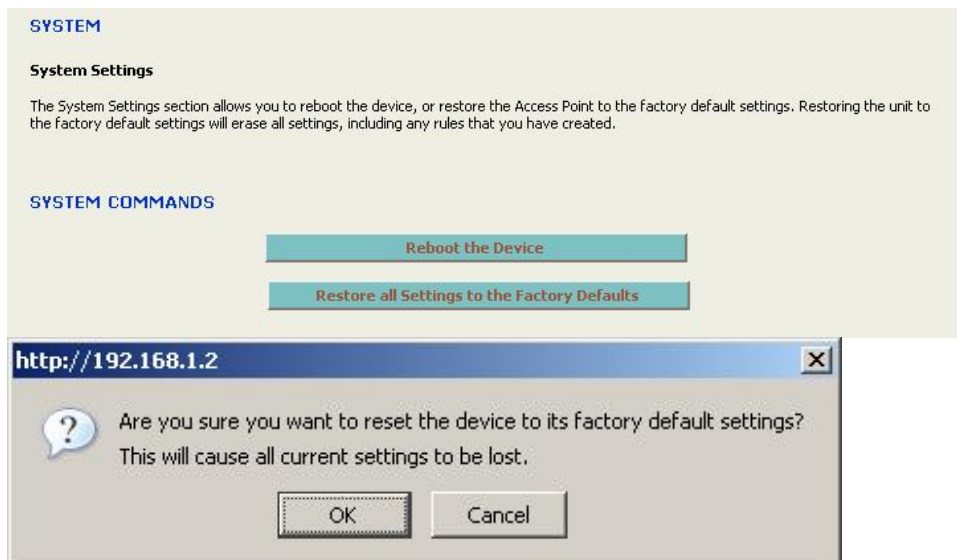 SYSTEM
System Settings
The System Settings section allows you to reboot the device, or restore the Access Point to the factory default settings. Restoring the unit to
the factory default settings will erase all settings, including any rules that you have created.
SYSTEM COMMANDS
Reboot the Device
Restore all Settings to the Factory Defaults
http://192.168.1.2
Are you sure you want to reset the device to its factory default settings?
This will cause all current settings to be lost.
OK Cancel